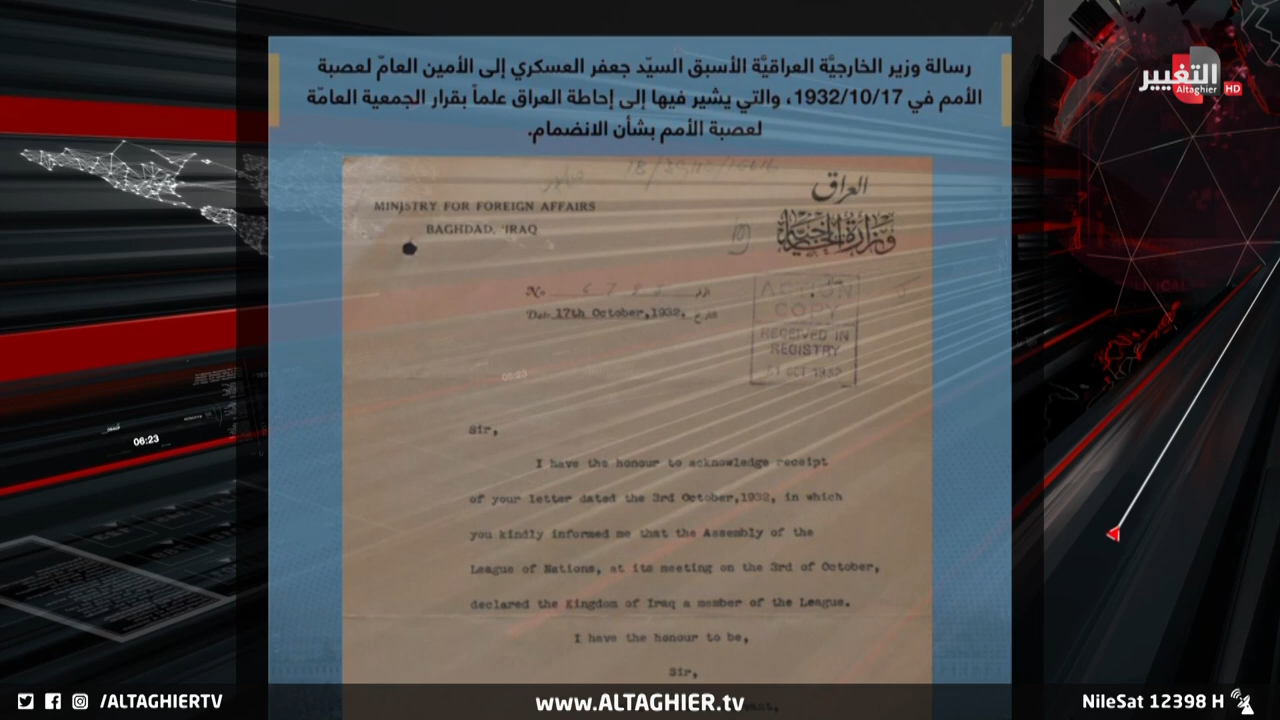 رسالة وزير الخارجيَّة العراقيَّة الأسبق السيّد جعفر العسكري إلى الأمين العامّ لعصبة
الأمم في 1932/10/17، والتي يشير فيها إلى إحاطة العراق علماً بقرار الجمعية العامّة
لعصبة الأمم بشأن الانضمام.
التغيير
Altaghier HD
العراق
وزارة الخارجية
MINISTRY FOR FOREIGN AFFAIRS
BAGHDAD, 'IRAQ
No
Date 17th October,1932.
ACTION
COPY
RECEIVED IN
REGISTRY
OCT 1932
06:23
06:23
Sir,
I have the honour to acknowledge receipt
of your letter dated the 3rd October,1932, in which
you kindly informed me that the Assembly of the
League of Nations, at its meeting on the 3rd of October,
declared the Kingdom of Iraq a member of the League.
I have the honour to be,
Sir,
/ALTAGHIERTV
www.ALTAGHIER.tv
NileSat 12398 H